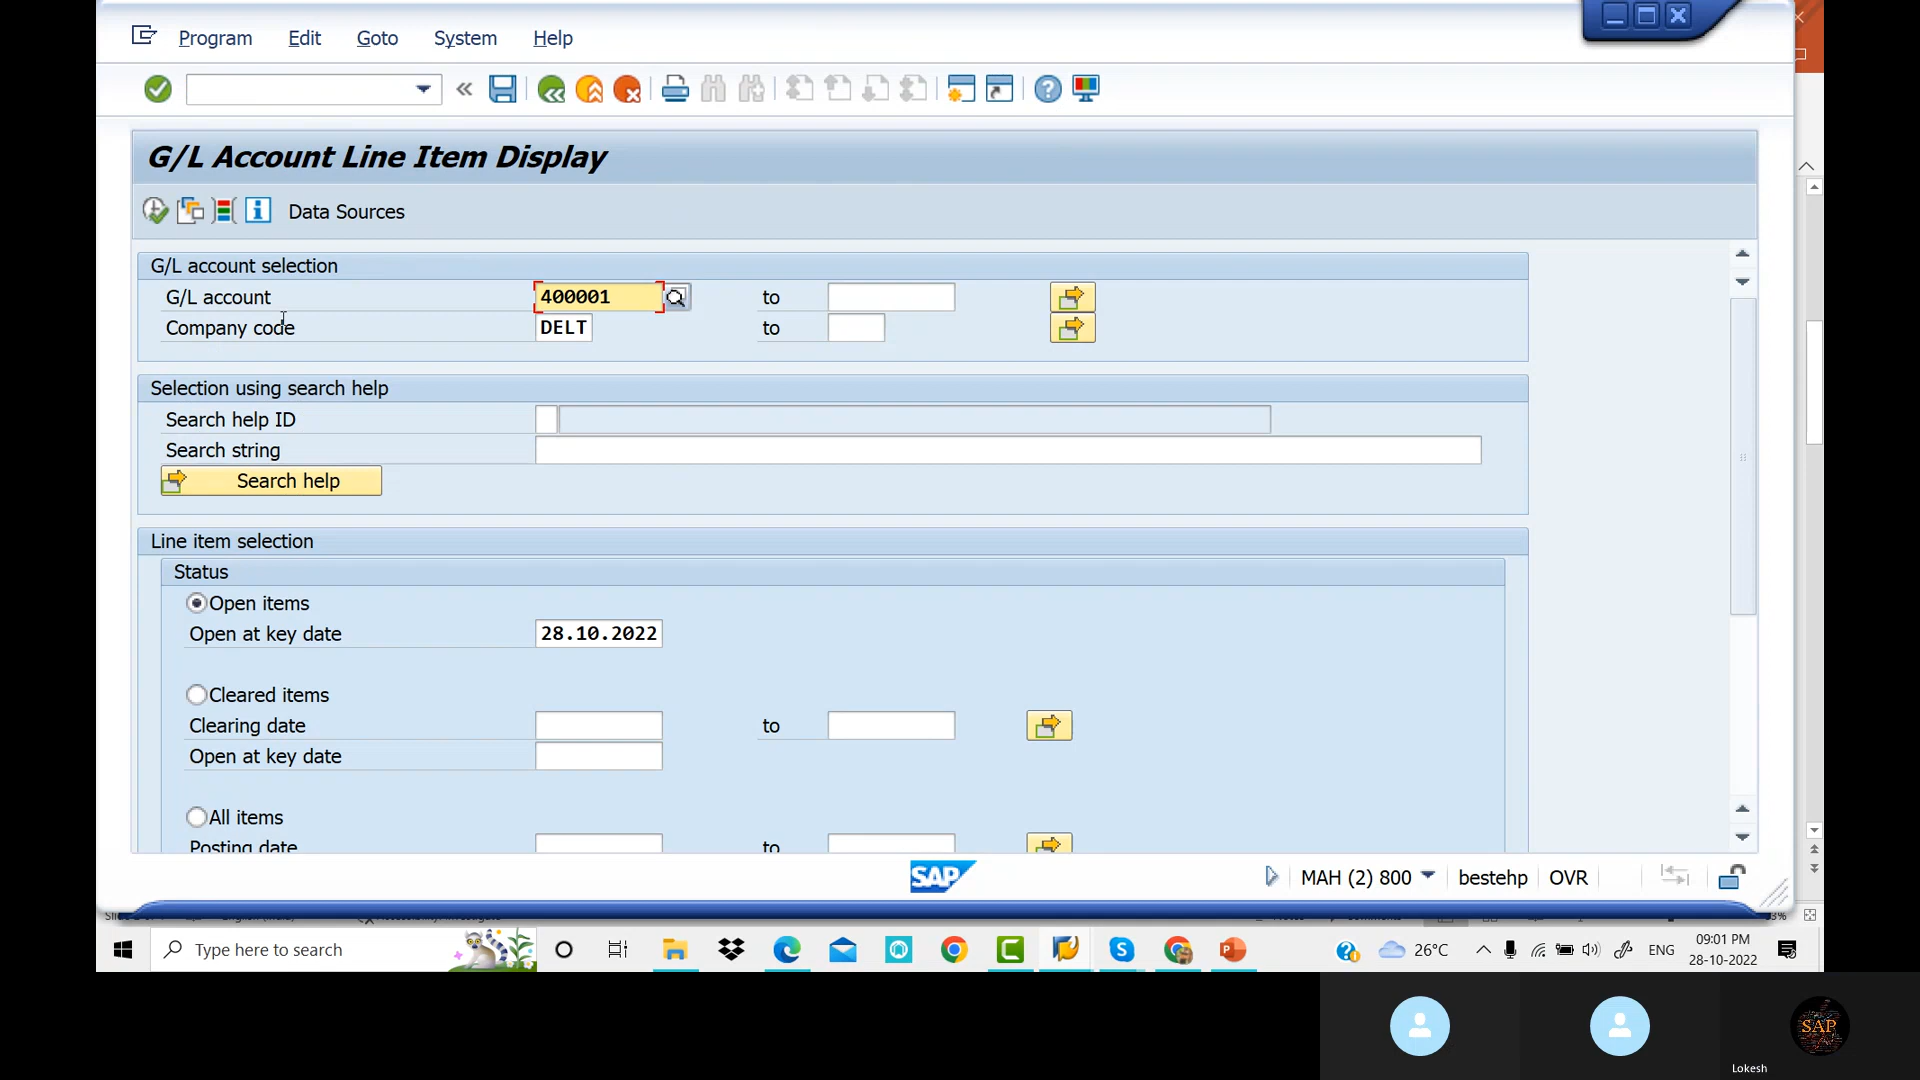 Program Edit Goto System Help
G/L Account Line Item Display
Data Sources
G/L account selection
G/L account 400001 to
Company code DELT to
Selection using search help
Search help ID
Search string
Search help
Line item selection
Status
Open items
Open at key date 28.10.2022
Cleared items
Clearing date to
Open at key date
All items
Posting date to
SAP MAH (2) 800 bestehp OVR
Type here to search 26°C ENG 09:01 PM
28-10-2022
SAP
Lokesh